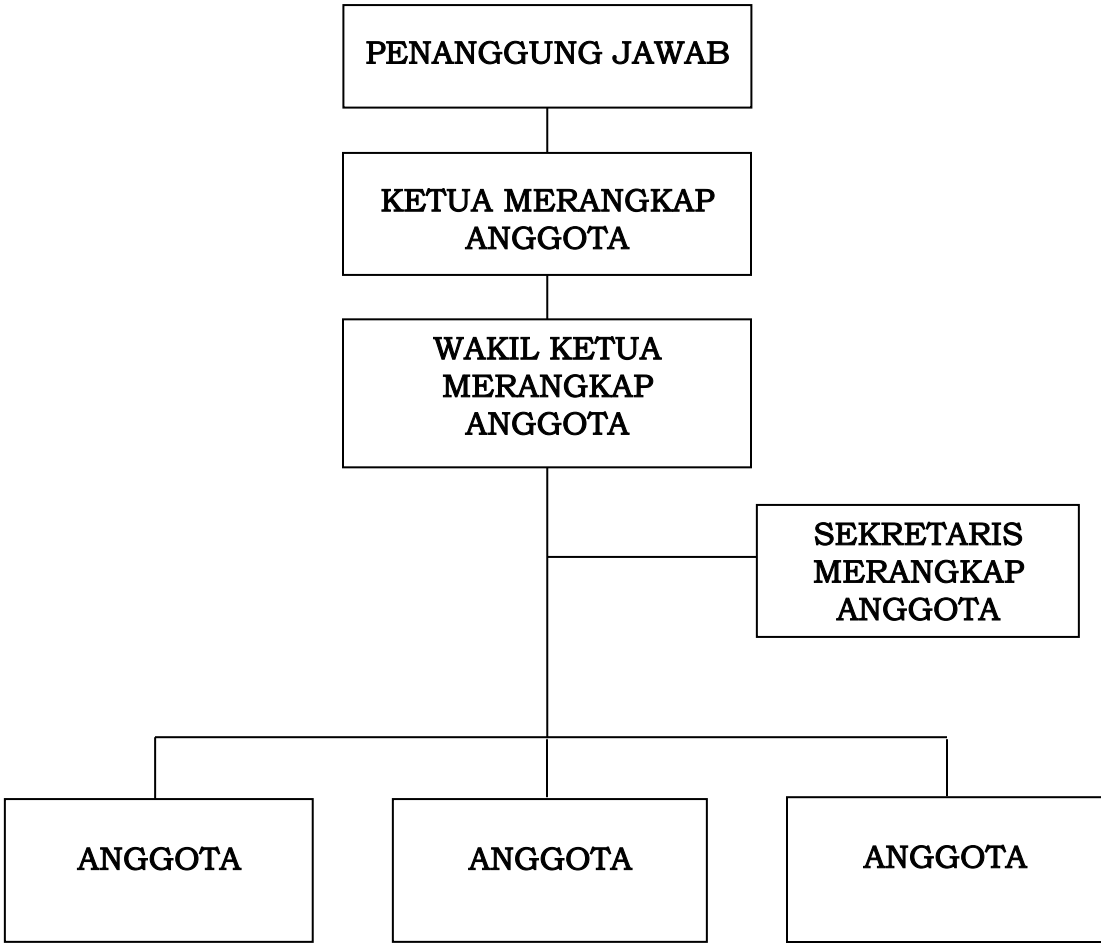 PENANGGUNG JAWAB
KETUA MERANGKAP
ANGGOTA
WAKIL KETUA
MERANGKAP
ANGGOTA
SEKRETARIS
MERANGKAP
ANGGOTA
ANGGOTA
ANGGOTA
ANGGOTA